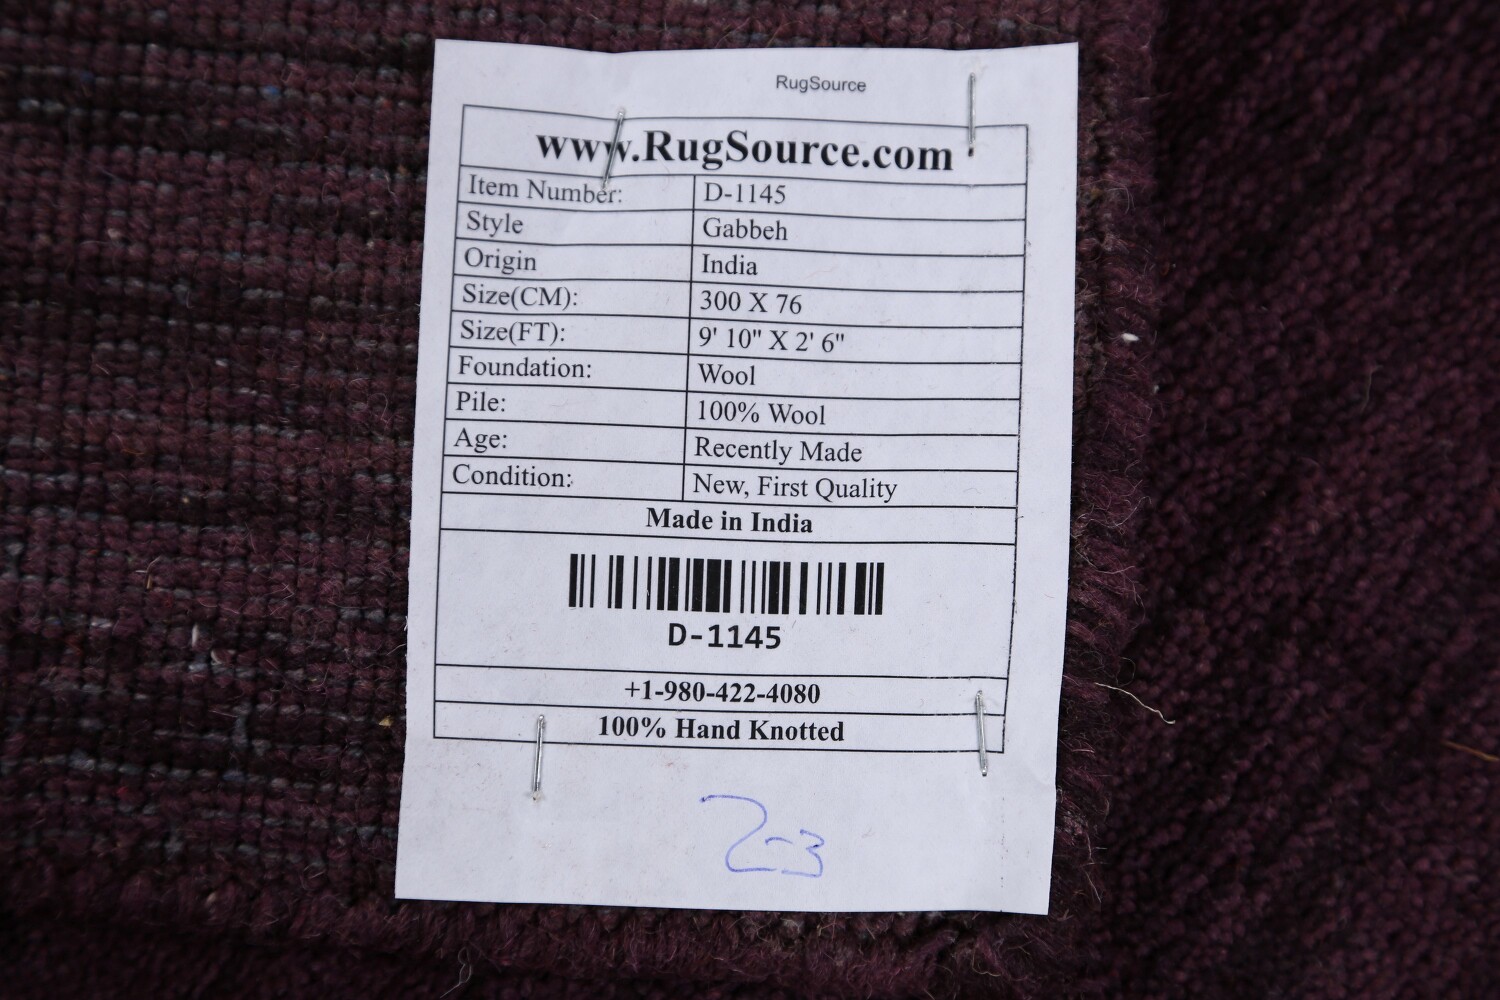 RugSource
www.RugSource.com
Item Number: D-1145
Style Gabbeh
Origin India
Size(CM): 300 X 76
Size(FT): 9' 10" X 2' 6"
Foundation: Wool
Pile: 100% Wool
Age: Recently Made
Condition: New, First Quality
Made in India
D-1145
+1-980-422-4080
100% Hand Knotted